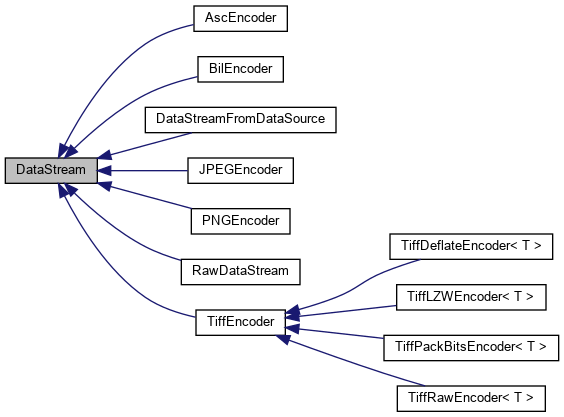 AscEncoder
BilEncoder
DataStreamFromDataSource
DataStream
JPEGEncoder
PNGEncoder
RawDataStream
TiffEncoder
TiffDeflateEncoder< T >
TiffLZWEncoder< T >
TiffPackBitsEncoder< T >
TiffRawEncoder< T >